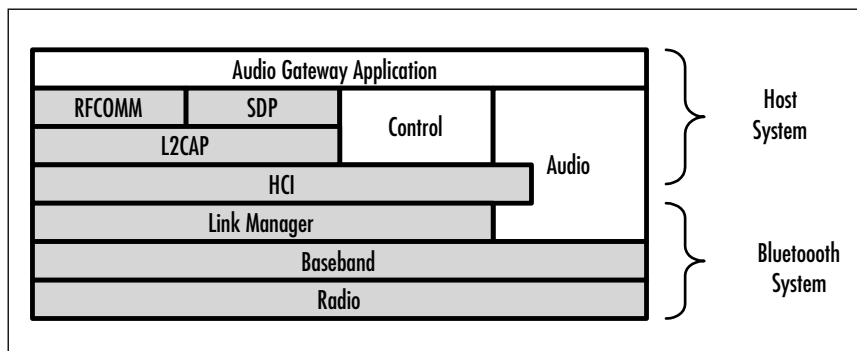 Audio Gateway Application
RFCOMM
SDP
Control
L2CAP
Audio
HCI
Link Manager
Baseband
Radio
Host
System
Bluetoooth
System